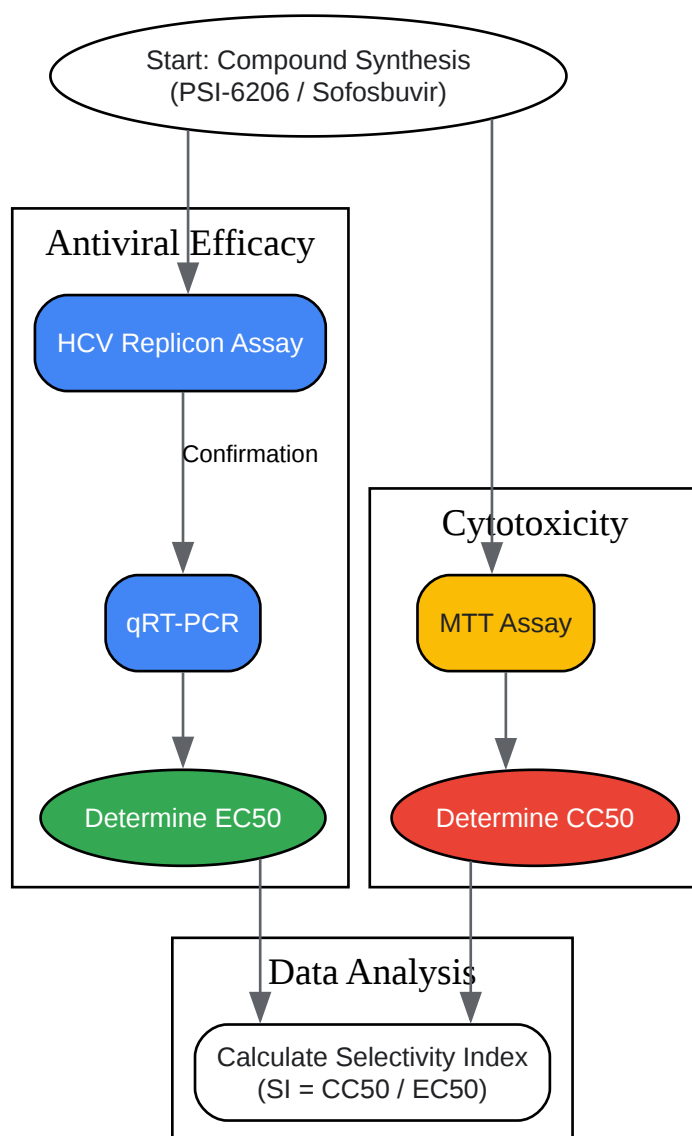 Start: Compound Synthesis
(PSI-6206 / Sofosbuvir)
Antiviral Efficacy
HCV Replicon Assay
Confirmation
Cytotoxicity
qRT-PCR
MTT Assay
Determine EC50
Determine CC50
Data Analysis
Calculate Selectivity Index
(SI = CC50 / EC50)